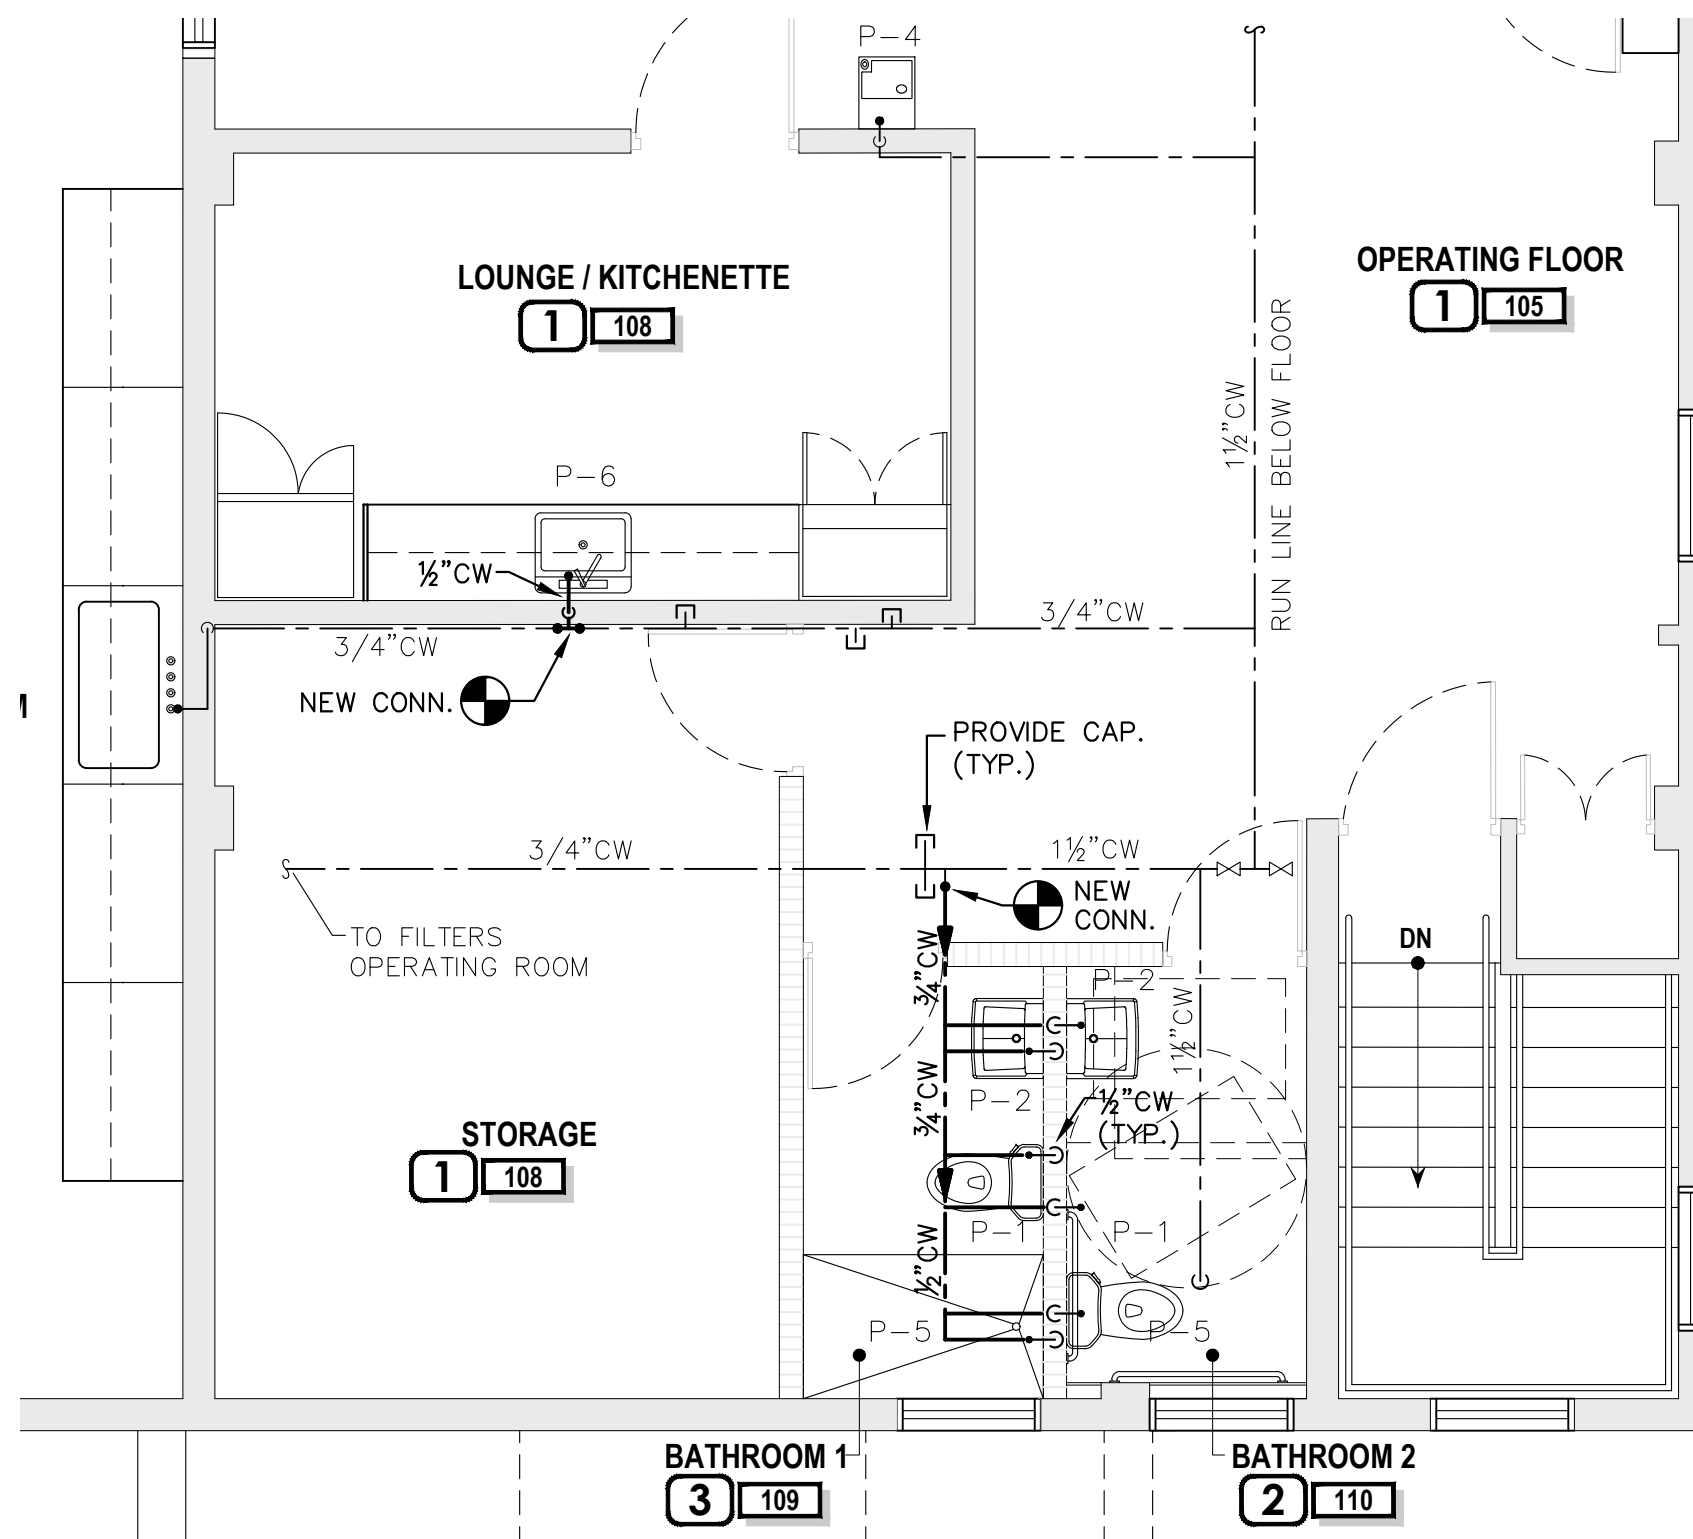 P-4
LOUNGE / KITCHENETTE
1 108
OPERATING FLOOR
1 105
1½"CW
RUN LINE BELOW FLOOR
P-6
½"CW
3/4"CW
3/4"CW
NEW CONN.
M
PROVIDE CAP.
(TYP.)
3/4"CW
1½"CW
NEW
CONN.
TO FILTERS
OPERATING ROOM
DN
¾"CW
P-2
1½"CW
¾"CW
P-2
½"CW
(TYP.)
STORAGE
1 108
P-1
P-1
½"CW
P-5
P-5
BATHROOM 1
3 109
BATHROOM 2
2 110